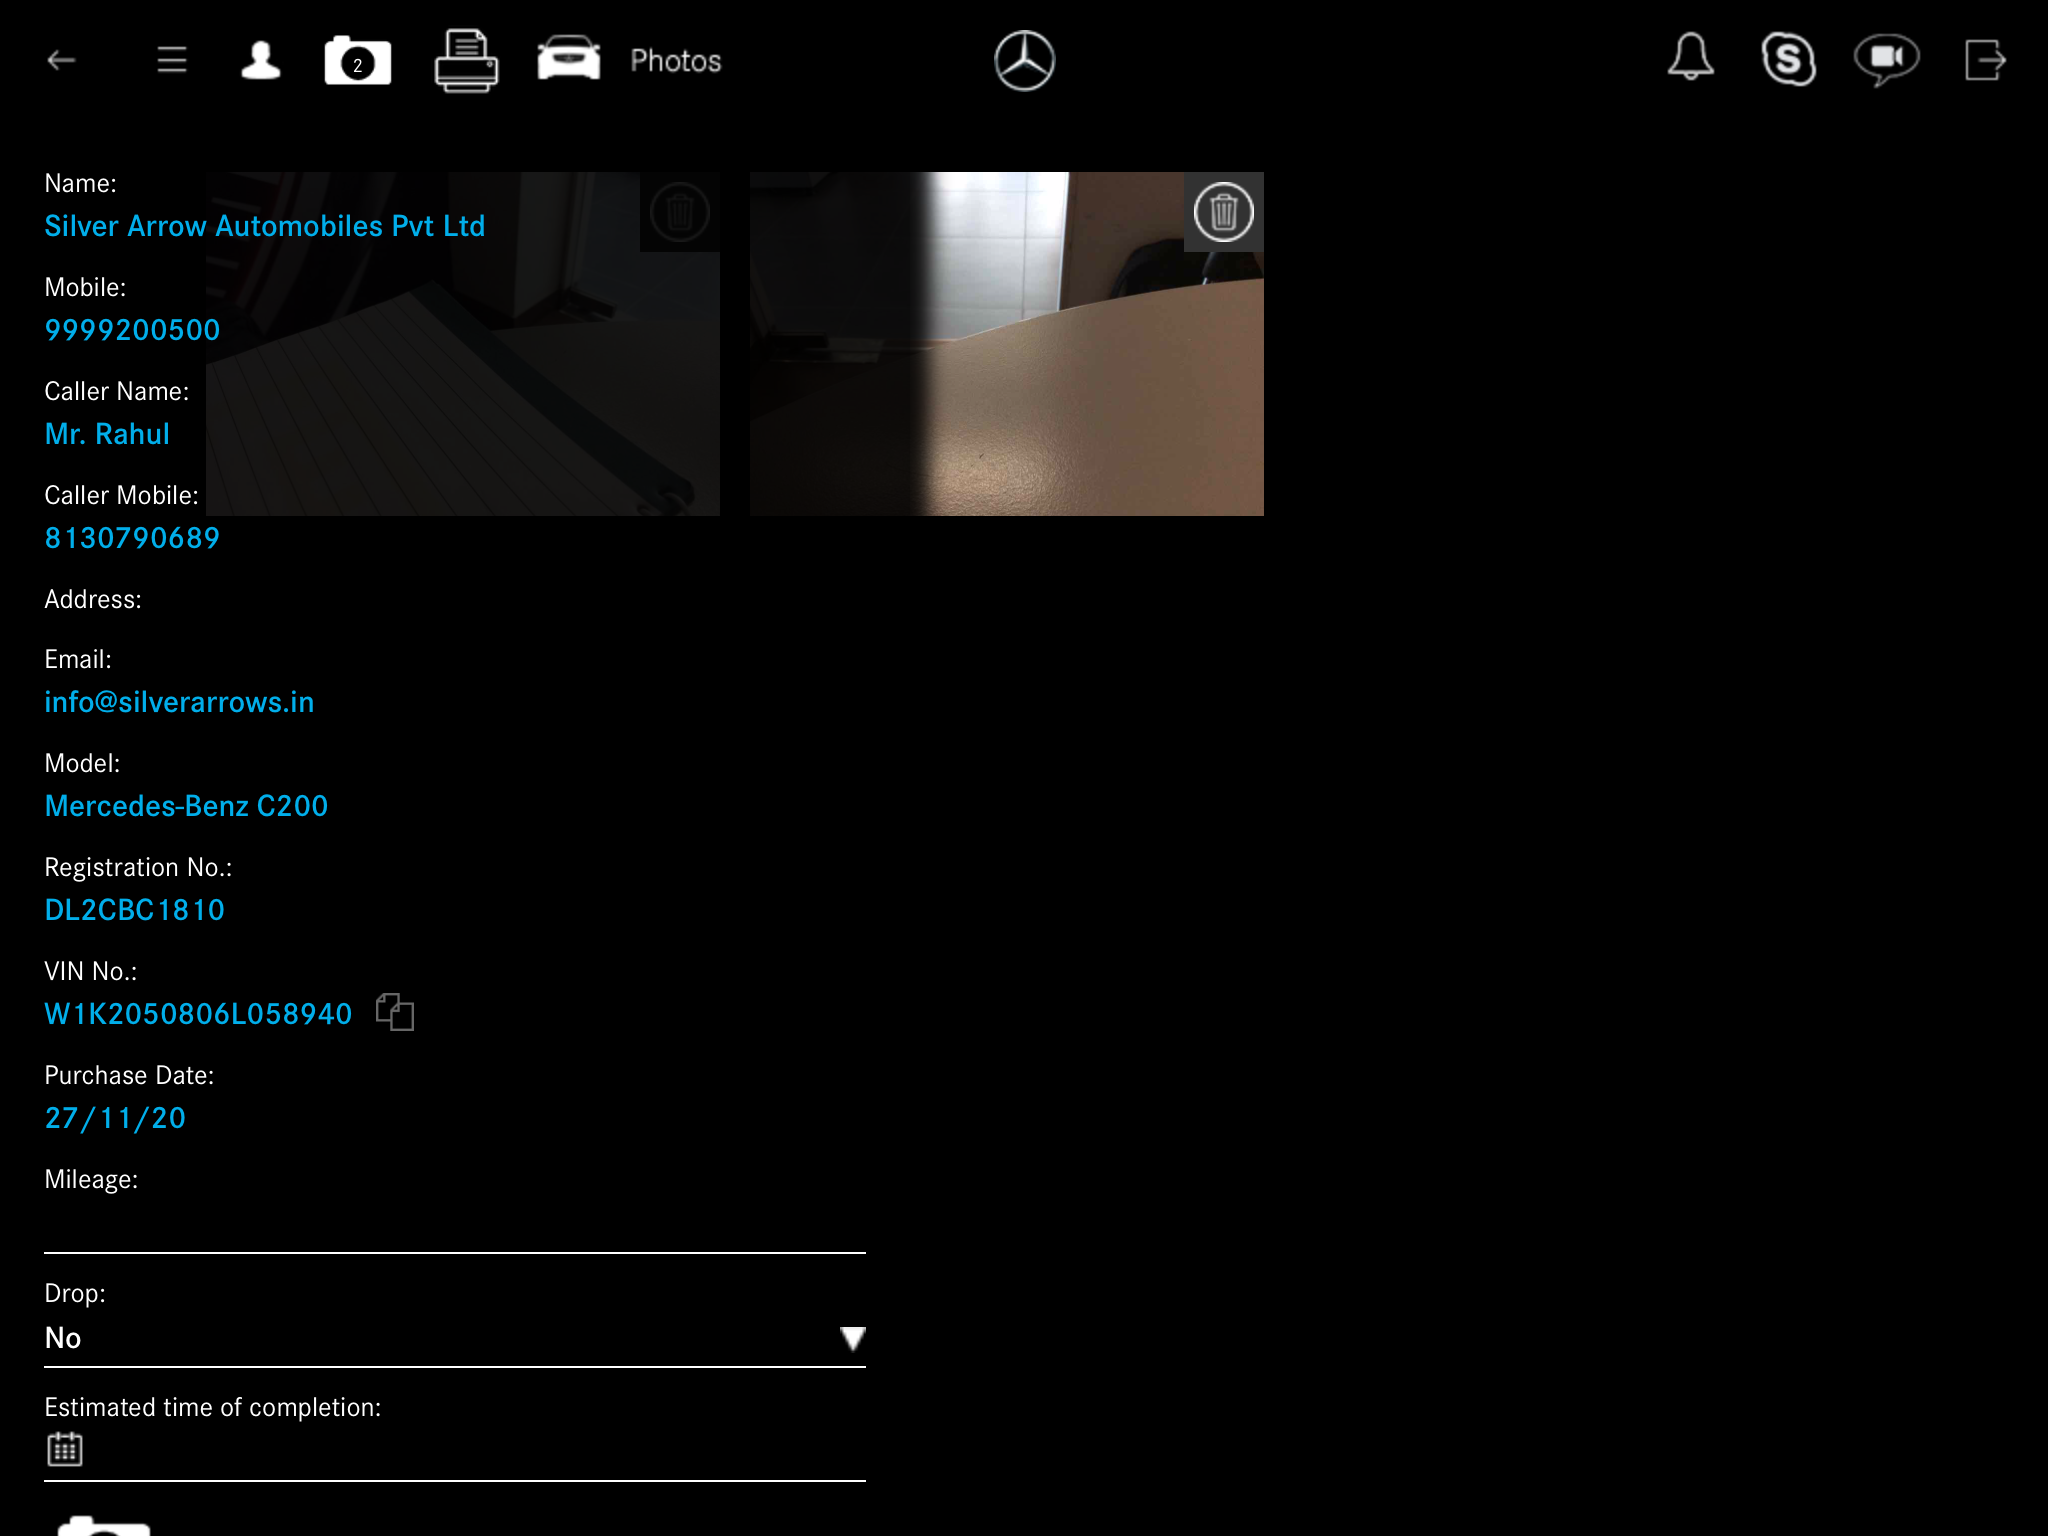 2
Photos
Name:
Silver Arrow Automobiles Pvt Ltd
Mobile:
9999200500
Caller Name:
Mr. Rahul
Caller Mobile:
8130790689
Address:
Email:
info@silverarrows.in
Model:
Mercedes-Benz C200
Registration No.:
DL2CBC1810
VIN No.:
W1K2050806L058940
Purchase Date:
27/11/20
Mileage:
Drop:
No
Estimated time of completion: